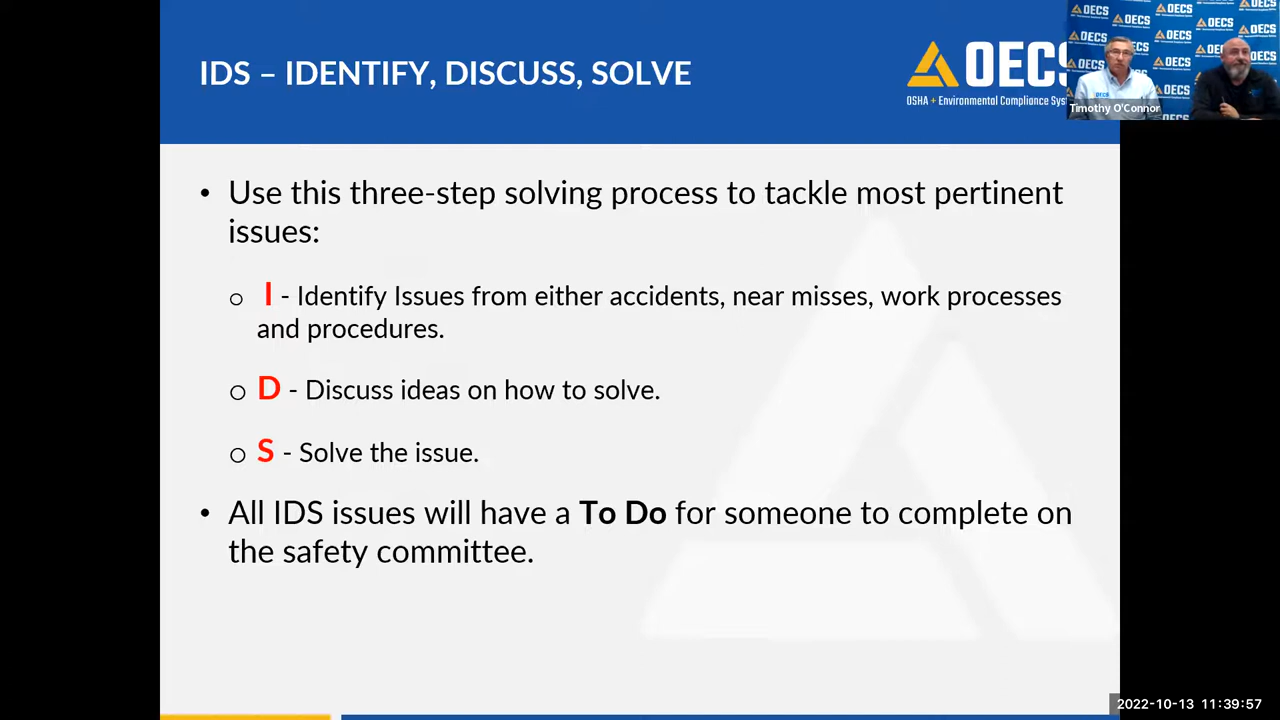 IDS – IDENTIFY, DISCUSS, SOLVE
OECS
OSHA + Environmental Compliance Sys
Timothy O'Connor
• Use this three-step solving process to tackle most pertinent
issues:
o I - Identify Issues from either accidents, near misses, work processes
and procedures.
o D - Discuss ideas on how to solve.
o S - Solve the issue.
• All IDS issues will have a To Do for someone to complete on
the safety committee.
2022-10-13 11:39:57